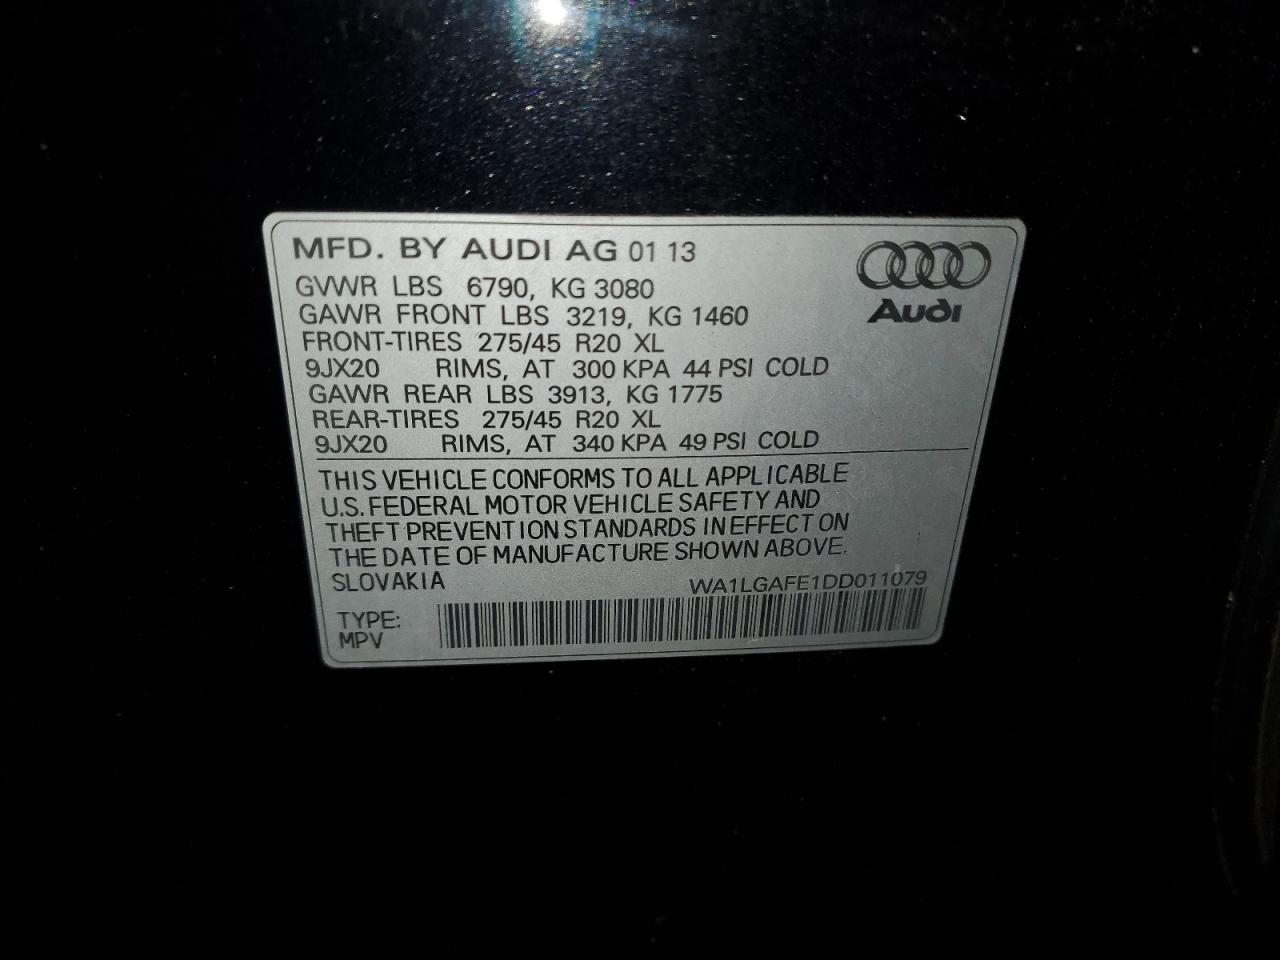 MFD. BY AUDI AG 01 13
GVWR LBS 6790, KG 3080
GAWR FRONT LBS 3219, KG 1460
FRONT-TIRES 275/45 R20 XL
9JX20 RIMS, AT 300 KPA 44 PSI COLD
GAWR REAR LBS 3913, KG 1775
REAR-TIRES 275/45 R20 XL
9JX20 RIMS, AT 340 KPA 49 PSI COLD
Audi
THIS VEHICLE CONFORMS TO ALL APPLICABLE
U.S. FEDERAL MOTOR VEHICLE SAFETY AND
THEFT PREVENTION STANDARDS IN EFFECT ON
THE DATE OF MANUFACTURE SHOWN ABOVE.
SLOVAKIA WA1LGAFE1DD011079
TYPE:
MPV